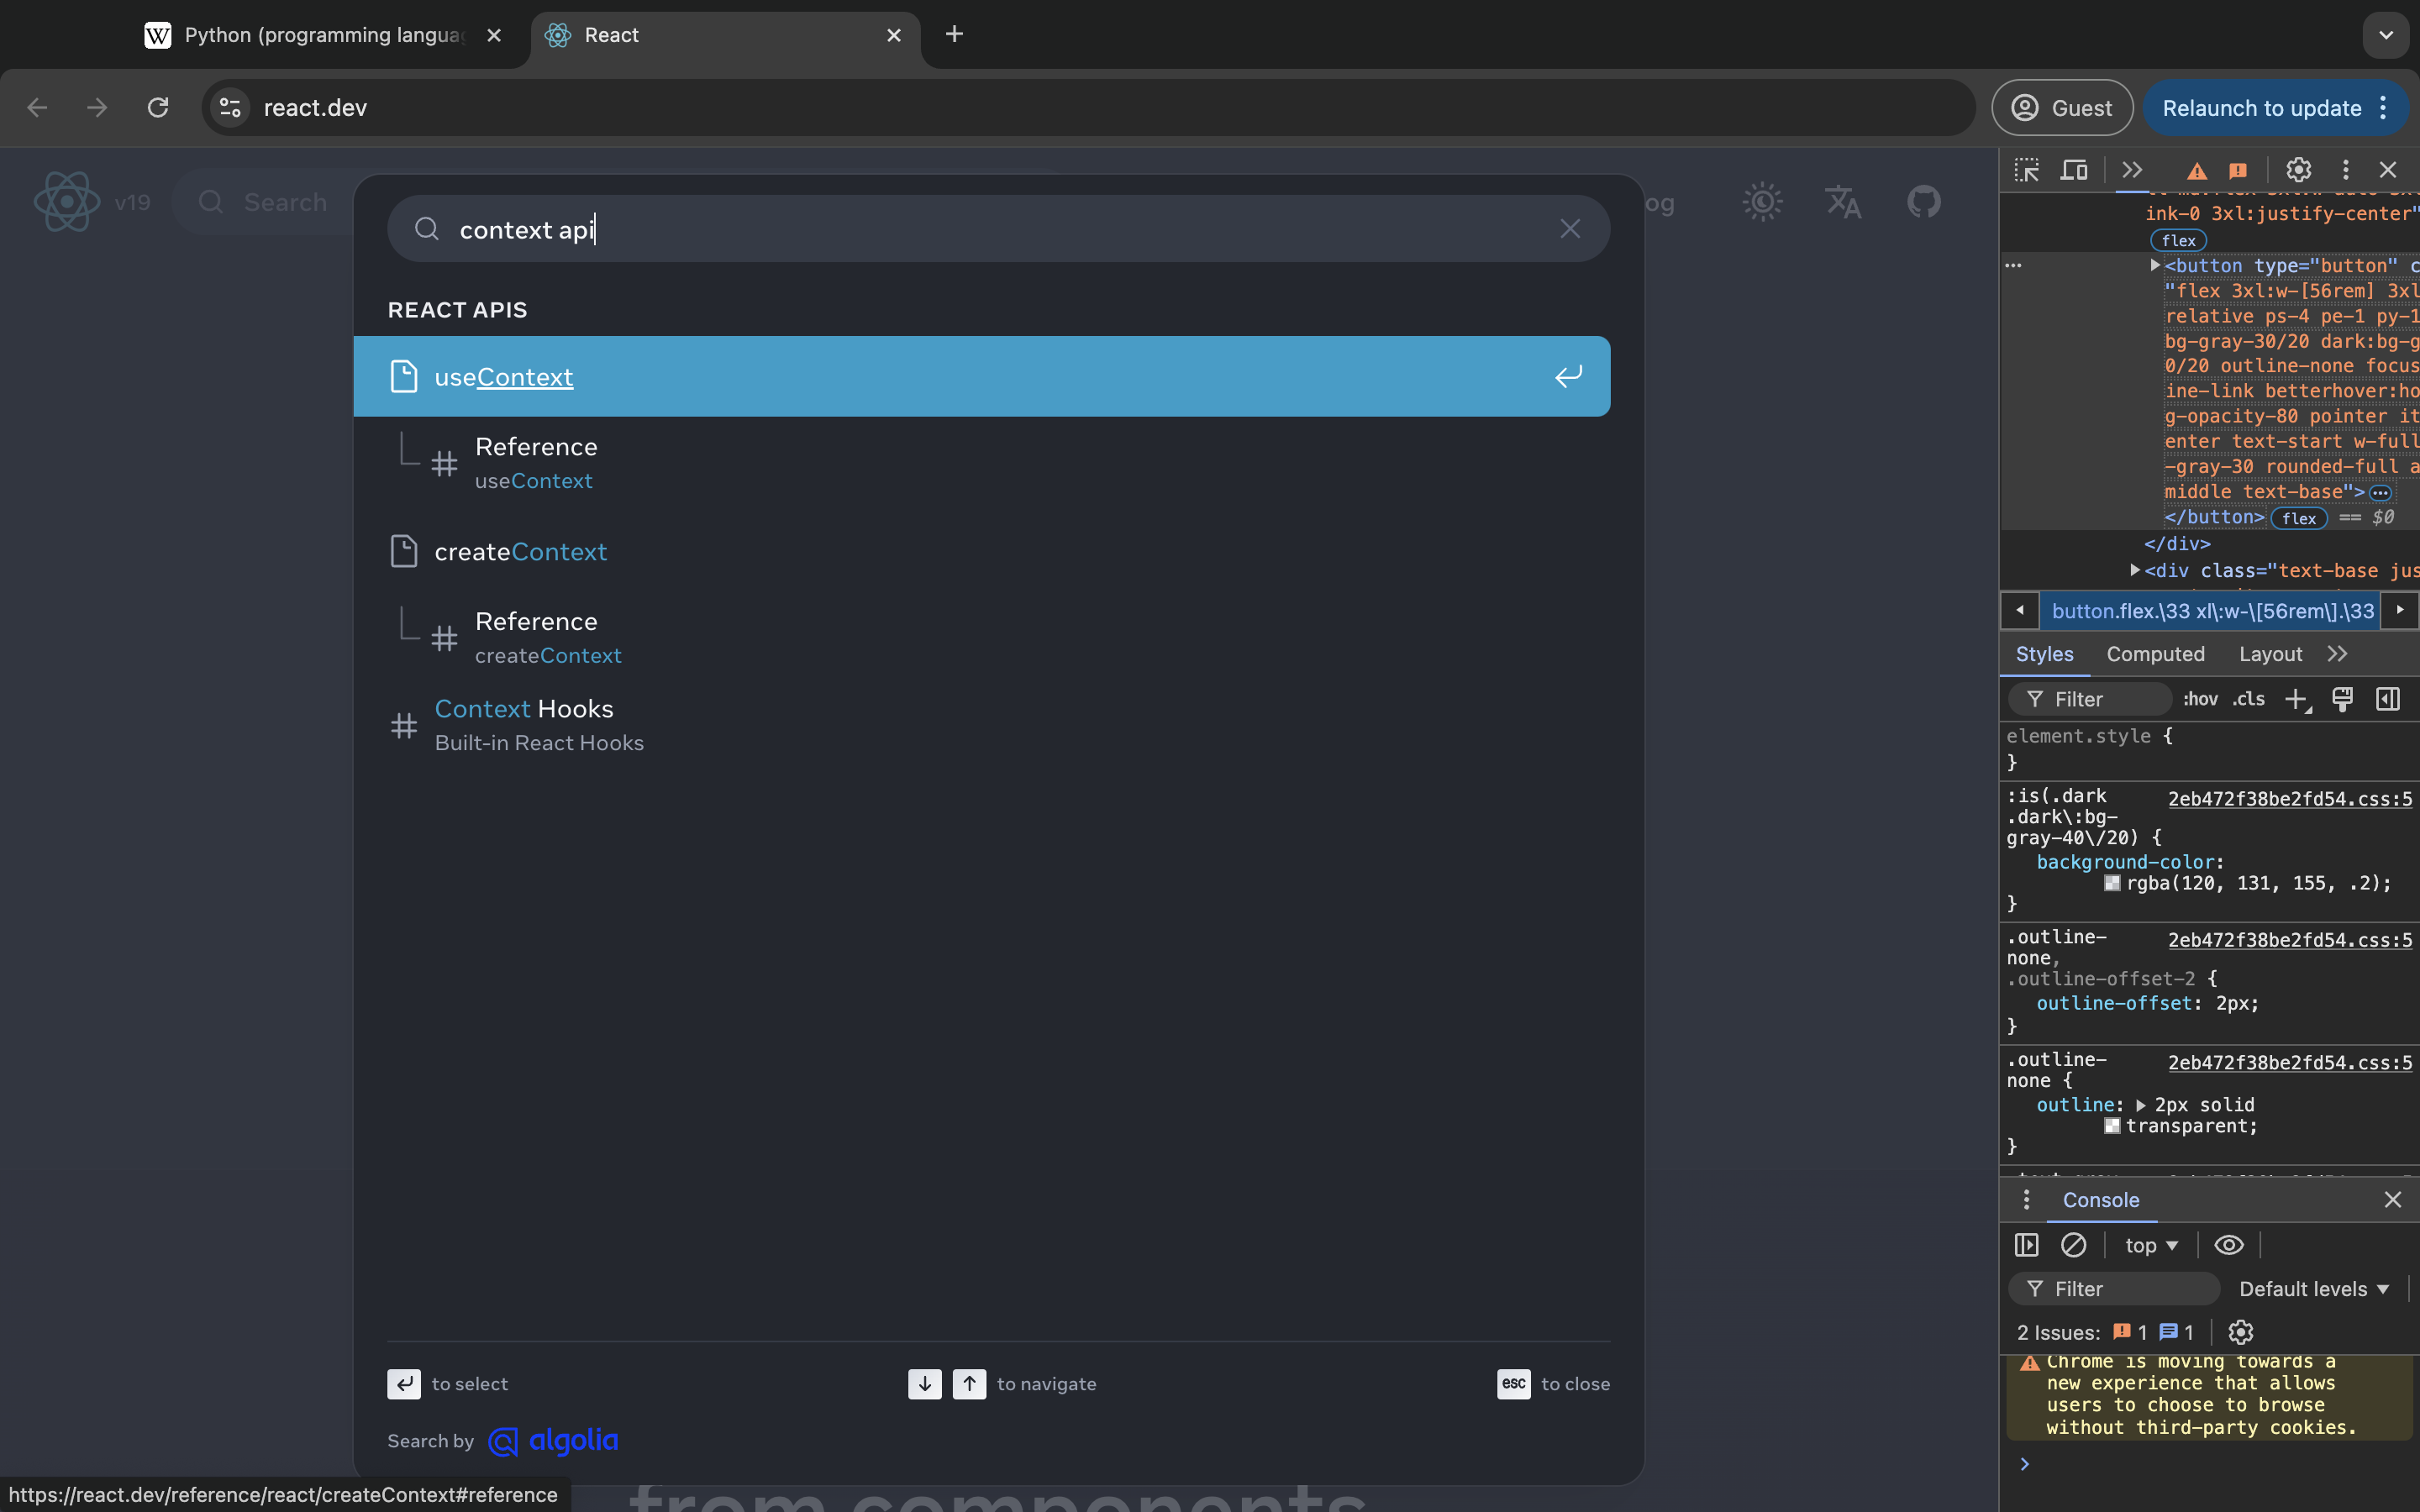 Python (programming langua
React
react.dev
Guest
Relaunch to update
v19
Search
og
context api
REACT APIS
useContext
Reference
useContext
createContext
Reference
createContext
Context Hooks
Built-in React Hooks
to select
to navigate
esc
to close
Search by
algolia
from components
https://react.dev/reference/react/createContext#reference
ink-0 3xl:justify-center"
flex
<button type="button" c
"flex 3xl:w-[56rem] 3xl
relative ps-4 pe-1 py-1
bg-gray-30/20 dark:bg-g
0/20 outline-none focus
ine-link betterhover:ho
g-opacity-80 pointer it
enter text-start w-full
-gray-30 rounded-full a
middle text-base">
</button> flex == $0
</div>
<div class="text-base jus
button.flex.\33 xl\:w-\[56rem\].\33
Styles
Computed
Layout
Filter
:hov
.cls
element.style {
}
:is(.dark
2eb472f38be2fd54.css:5
.dark\:bg-
gray-40\/20) {
background-color:
rgba(120, 131, 155, .2);
}
.outline-
2eb472f38be2fd54.css:5
none,
.outline-offset-2 {
outline-offset: 2px;
}
.outline-
2eb472f38be2fd54.css:5
none {
outline: 2px solid
transparent;
}
Console
top
Filter
Default levels
2 Issues: 1 1
Chrome is moving towards a
new experience that allows
users to choose to browse
without third-party cookies.